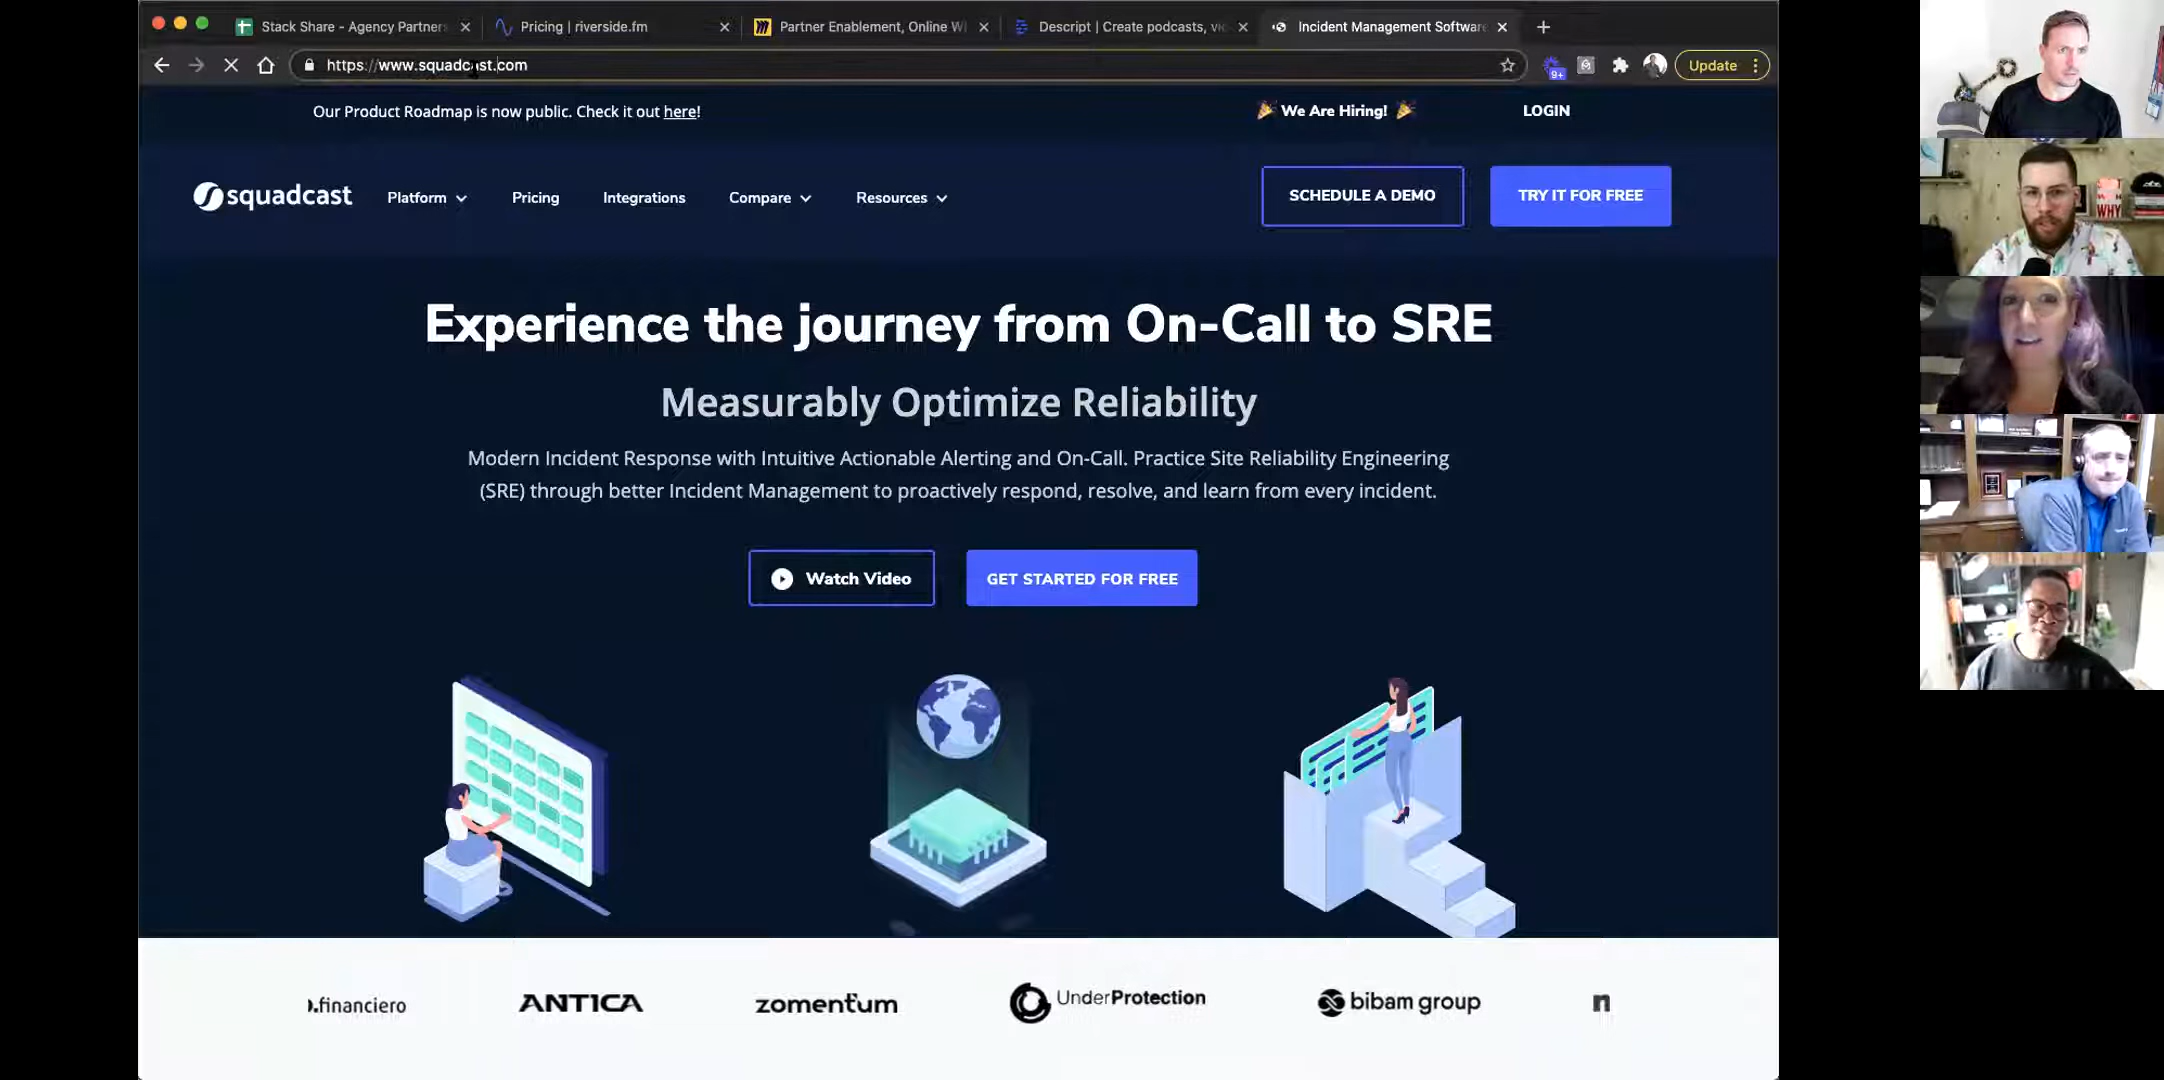 Stack Share - Agency Partner
Pricing | riverside.fm
Partner Enablement, Online W
Descript | Create podcasts, vi
Incident Management Software
https://www.squadcast.com
9+
Update
Our Product Roadmap is now public. Check it out here!
We Are Hiring!
LOGIN
squadcast
Platform
Pricing
Integrations
Compare
Resources
SCHEDULE A DEMO
TRY IT FOR FREE
Experience the journey from On-Call to SRE
Measurably Optimize Reliability
Modern Incident Response with Intuitive Actionable Alerting and On-Call. Practice Site Reliability Engineering
(SRE) through better Incident Management to proactively respond, resolve, and learn from every incident.
Watch Video
GET STARTED FOR FREE
.financiero
ANTICA
zomentum
UnderProtection
bibam group
n
WHY